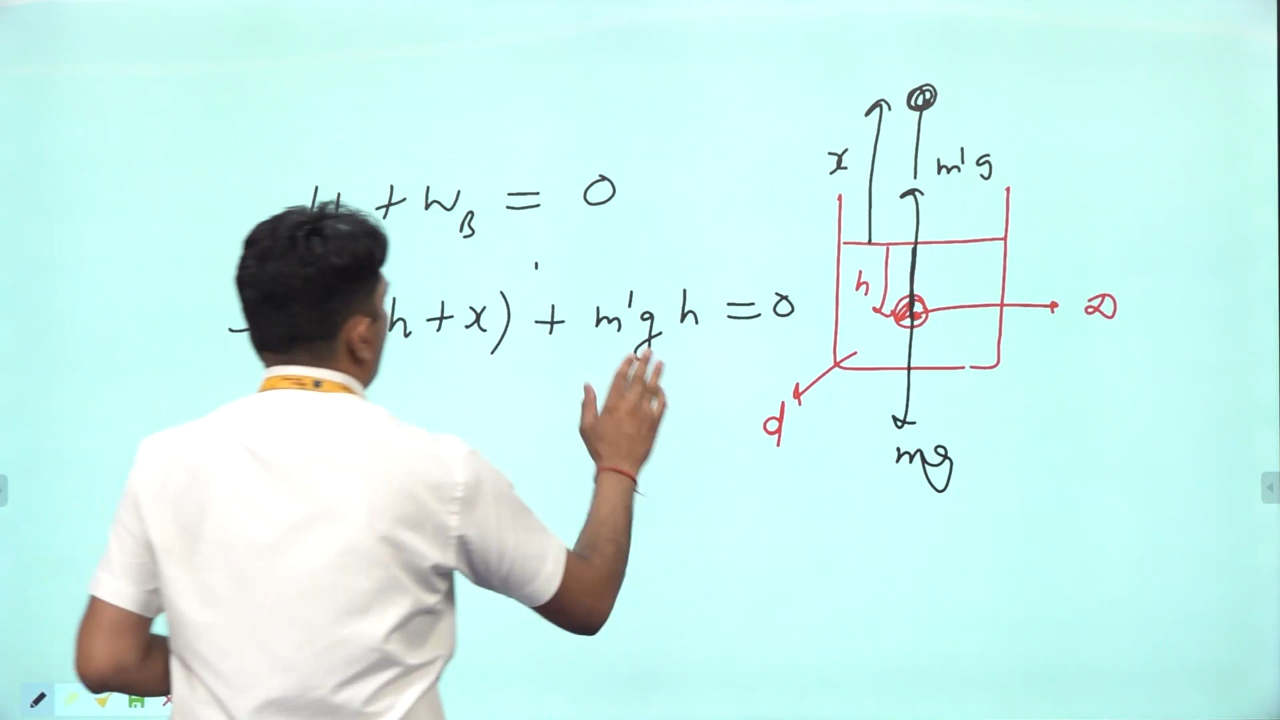 + W_B = 0
h + x) + m'g h = 0
x
m'g
h
D
d
mg